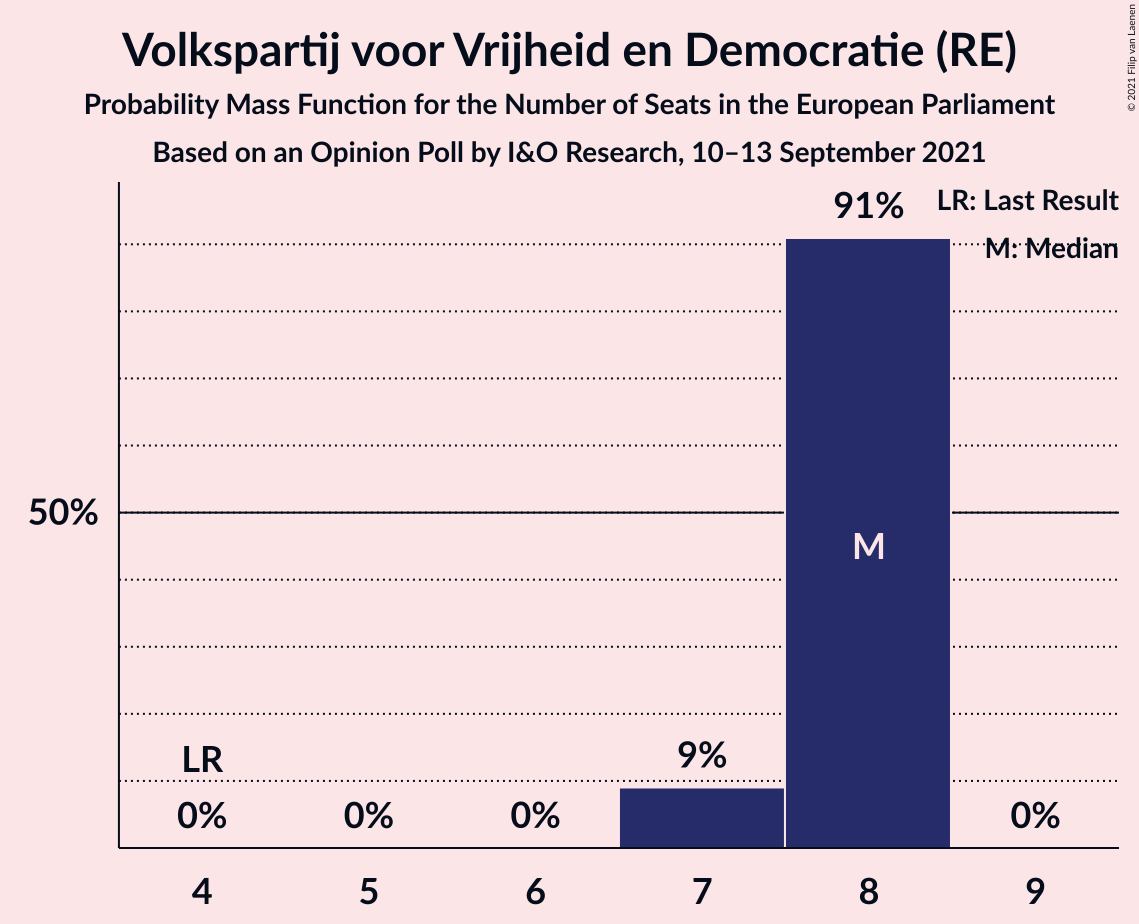 Volkspartij voor Vrijheid en Democratie (RE)
Probability Mass Function for the Number of Seats in the European Parliament
Based on an Opinion Poll by I&O Research, 10–13 September 2021
© 2021 Filip van Laenen
LR: Last Result
M: Median
91%
50%
M
LR
9%
0% 0% 0% 0%
4 5 6 7 8 9